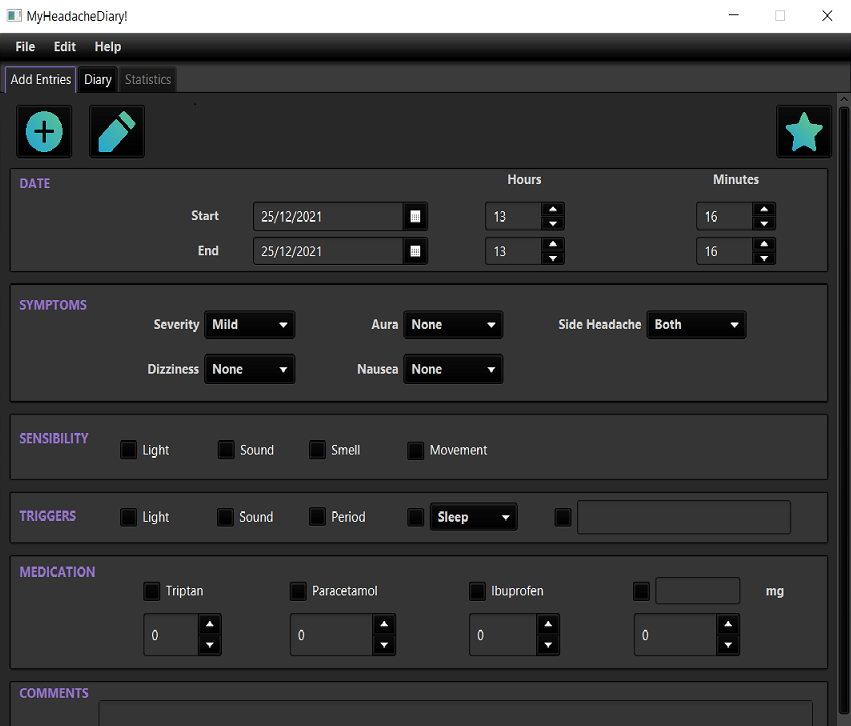 MyHeadacheDiary!
File Edit Help
Add Entries Diary Statistics
DATE Hours Minutes
Start 25/12/2021 13 16
End 25/12/2021 13 16
SYMPTOMS
Severity Mild Aura None Side Headache Both
Dizziness None Nausea None
SENSIBILITY
Light Sound Smell Movement
TRIGGERS Light Sound Period Sleep
MEDICATION
Triptan Paracetamol Ibuprofen mg
0 0 0 0
COMMENTS